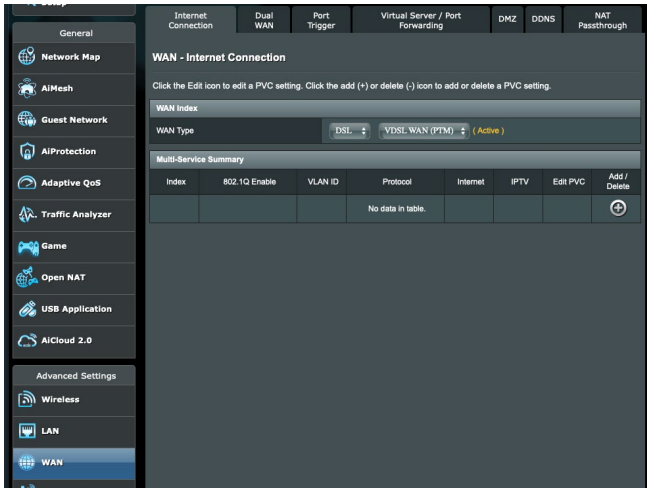 Setup
General
Network Map
AiMesh
Guest Network
AiProtection
Adaptive QoS
Traffic Analyzer
Game
Open NAT
USB Application
AiCloud 2.0
Advanced Settings
Wireless
LAN
WAN
Internet Connection
Dual WAN
Port Trigger
Virtual Server / Port Forwarding
DMZ
DDNS
NAT Passthrough
WAN - Internet Connection
Click the Edit icon to edit a PVC setting. Click the add (+) or delete (-) icon to add or delete a PVC setting.
WAN Index
WAN Type DSL VDSL WAN (PTM) ( Active )
Multi-Service Summary
Index 802.1Q Enable VLAN ID Protocol Internet IPTV Edit PVC Add / Delete
No data in table.